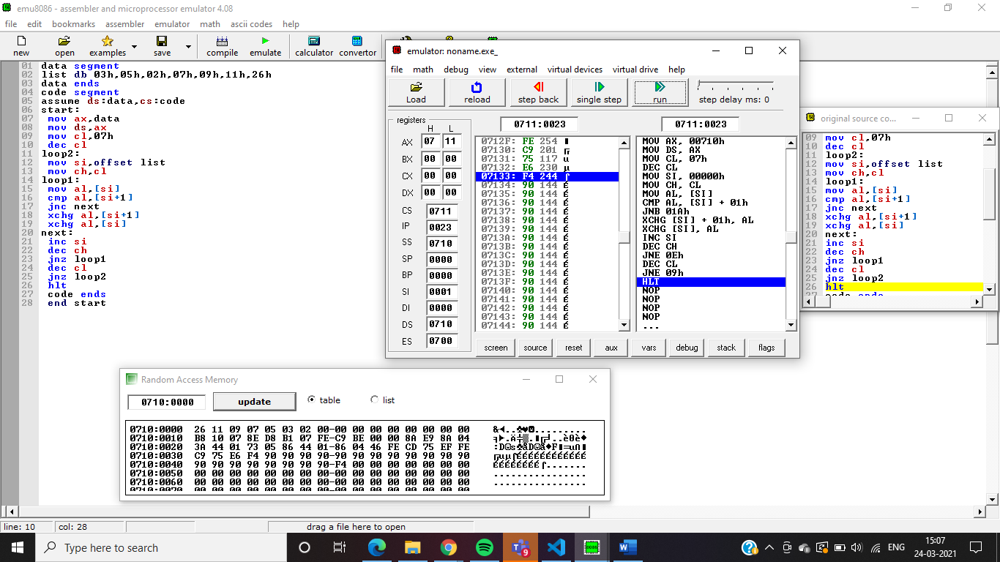 emu8086 - assembler and microprocessor emulator 4.08
file edit bookmarks assembler emulator math ascii codes help
new open examples save compile emulate calculator convertor
01 data segment
02 list db 03h,05h,02h,07h,09h,11h,26h
03 data ends
04 code segment
05 assume ds:data,cs:code
06 start:
07 mov ax,data
08 mov ds,ax
09 mov cl,07h
10 dec cl
11 loop2:
12 mov si,offset list
13 mov ch,cl
14 loop1:
15 mov al,[si]
16 cmp al,[si+1]
17 jnc next
18 xchg al,[si+1]
19 xchg al,[si]
20 next:
21 inc si
22 dec ch
23 jnz loop1
24 dec cl
25 jnz loop2
26 hlt
27 code ends
28 end start
emulator: noname.exe_
file math debug view external virtual devices virtual drive help
Load reload step back single step run step delay ms: 0
registers
H L
AX 07 11
BX 00 00
CX 00 00
DX 00 00
CS 0711
IP 0023
SS 0710
SP 0000
BP 0000
SI 0001
DI 0000
DS 0710
ES 0700
0711:0023
0712F: FE 254
07130: C9 201 ╔
07131: 75 117 u
07132: E6 230 µ
07133: F4 244 ⌠
07134: 90 144 É
07135: 90 144 É
07136: 90 144 É
07137: 90 144 É
07138: 90 144 É
07139: 90 144 É
0713A: 90 144 É
0713B: 90 144 É
0713C: 90 144 É
0713D: 90 144 É
0713E: 90 144 É
0713F: 90 144 É
07140: 90 144 É
07141: 90 144 É
07142: 90 144 É
07143: 90 144 É
07144: 90 144 É
0711:0023
MOV AX, 00710h
MOV DS, AX
MOV CL, 07h
DEC CL
MOV SI, 00000h
MOV CH, CL
MOV AL, [SI]
CMP AL, [SI] + 01h
JNB 01Ah
XCHG [SI] + 01h, AL
XCHG [SI], AL
INC SI
DEC CH
JNE 0Eh
DEC CL
JNE 09h
HLT
NOP
NOP
NOP
NOP
...
screen source reset aux vars debug stack flags
original source co...
09 mov cl,07h
10 dec cl
11 loop2:
12 mov si,offset list
13 mov ch,cl
14 loop1:
15 mov al,[si]
16 cmp al,[si+1]
17 jnc next
18 xchg al,[si+1]
19 xchg al,[si]
20 next:
21 inc si
22 dec ch
23 jnz loop1
24 dec cl
25 jnz loop2
26 hlt
27 code ends
Random Access Memory
0710:0000 update table list
0710:0000 26 11 09 07 05 03 02 00-00 00 00 00 00 00 00 00
0710:0010 B8 10 07 8E D8 B1 07 FE-C9 BE 00 00 8A E9 8A 04
0710:0020 3A 44 01 73 05 86 44 01-86 04 46 FE CD 75 EF FE
0710:0030 C9 75 E6 F4 90 90 90 90-90 90 90 90 90 90 90 90
0710:0040 90 90 90 90 90 90 90 90-F4 00 00 00 00 00 00 00
0710:0050 00 00 00 00 00 00 00 00-00 00 00 00 00 00 00 00
0710:0060 00 00 00 00 00 00 00 00-00 00 00 00 00 00 00 00
line: 10 col: 28 drag a file here to open
Type here to search
9
8086
ENG
15:07
24-03-2021